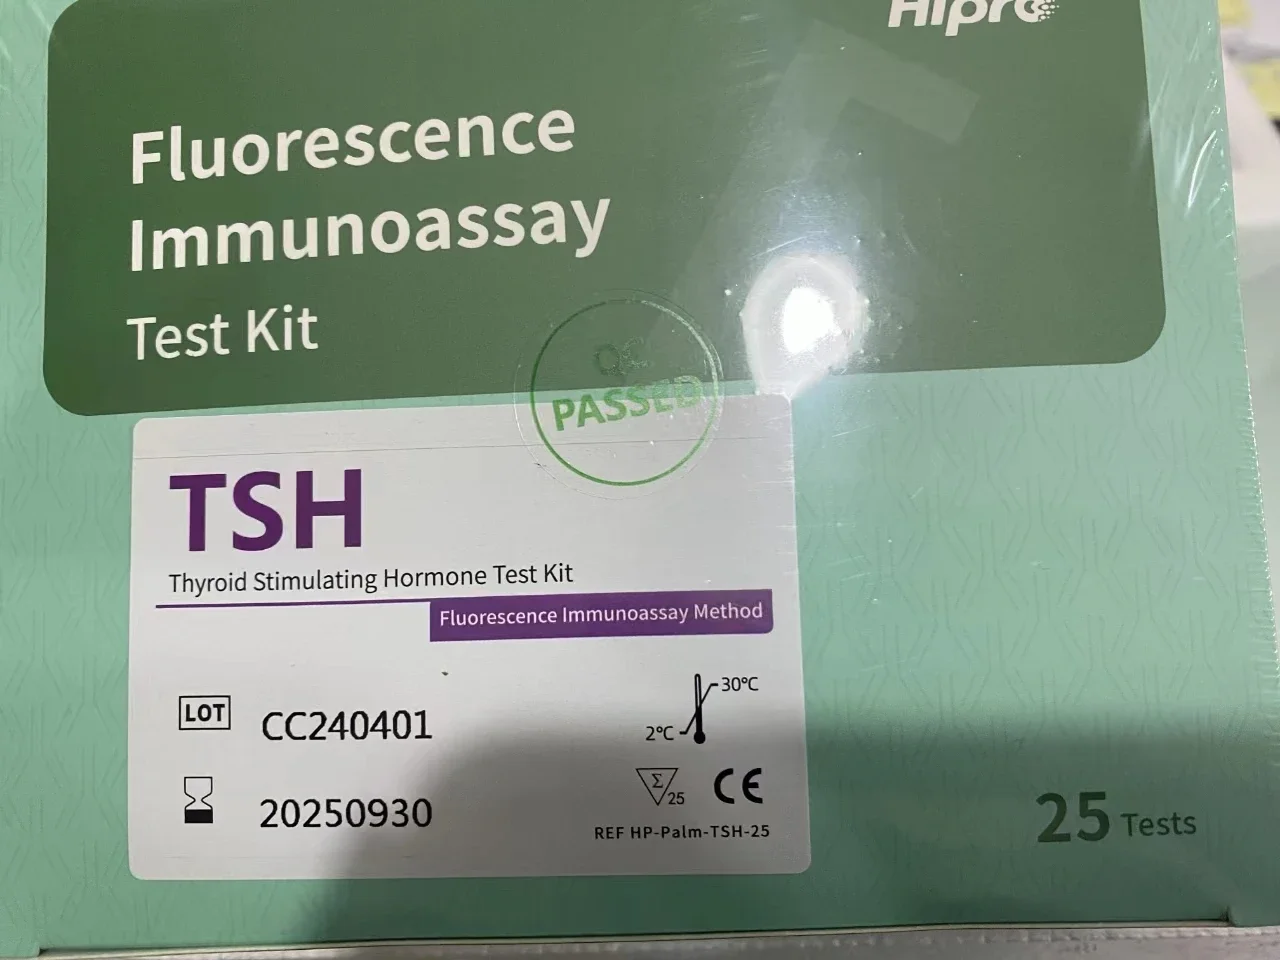 Hipro
Fluorescence
Immunoassay
Test Kit
QC
PASSED
TSH
Thyroid Stimulating Hormone Test Kit
Fluorescence Immunoassay Method
30°C
2°C
LOT CC240401
20250930
Σ
25
CE
REF HP-Palm-TSH-25
25 Tests